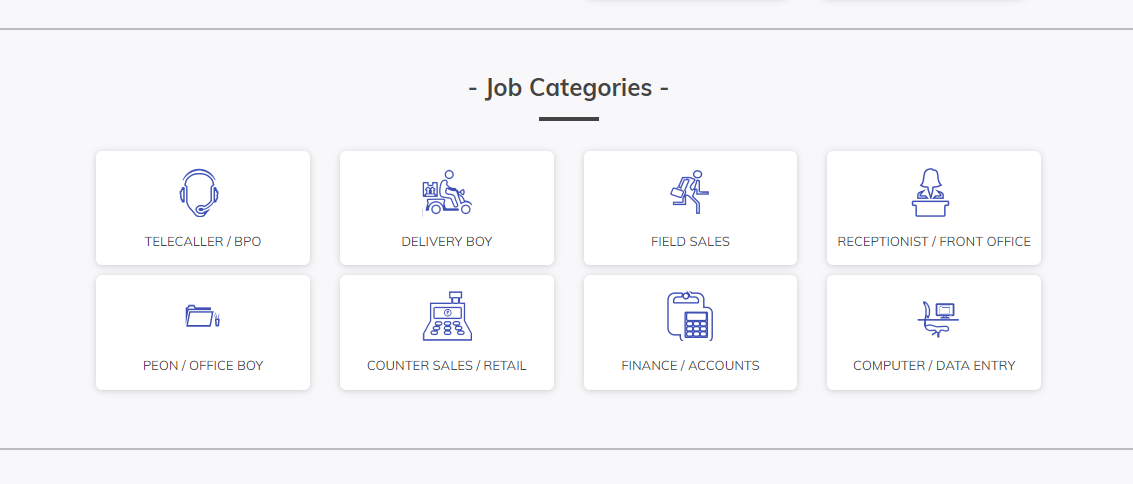 - Job Categories -
TELECALLER / BPO
DELIVERY BOY
FIELD SALES
RECEPTIONIST / FRONT OFFICE
PEON / OFFICE BOY
COUNTER SALES / RETAIL
FINANCE / ACCOUNTS
COMPUTER / DATA ENTRY